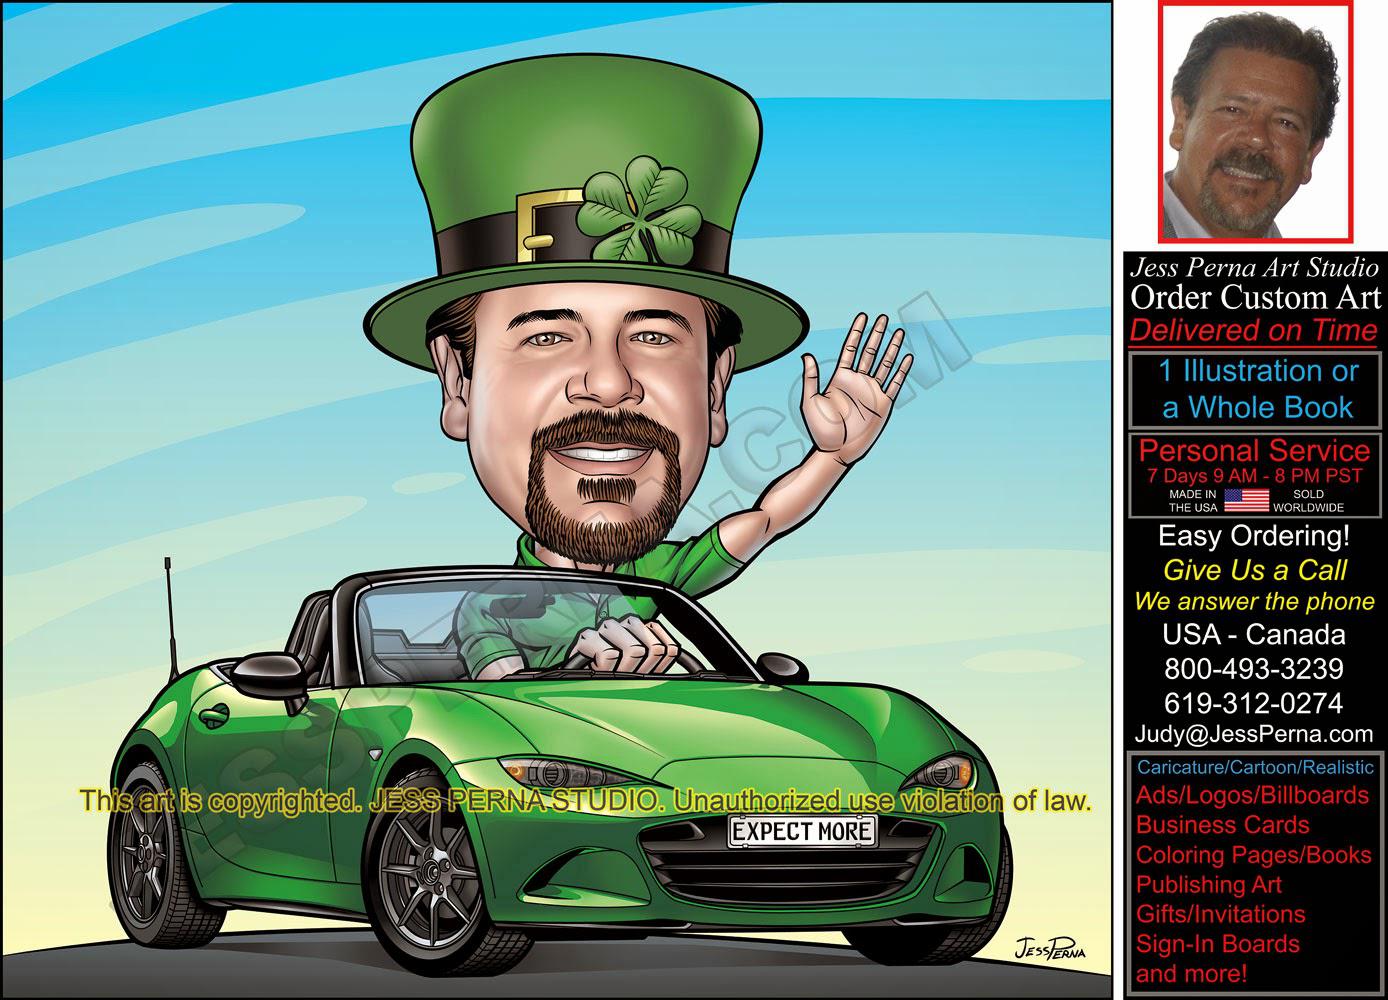 JESSPERNA.COM
This art is copyrighted. JESS PERNA STUDIO. Unauthorized use violation of law.
EXPECT MORE
JESSPERNA
Jess Perna Art Studio
Order Custom Art
Delivered on Time
1 Illustration or
a Whole Book
Personal Service
7 Days 9 AM - 8 PM PST
MADE IN SOLD
THE USA WORLDWIDE
Easy Ordering!
Give Us a Call
We answer the phone
USA - Canada
800-493-3239
619-312-0274
Judy@JessPerna.com
Caricature/Cartoon/Realistic
Ads/Logos/Billboards
Business Cards
Coloring Pages/Books
Publishing Art
Gifts/Invitations
Sign-In Boards
and more!